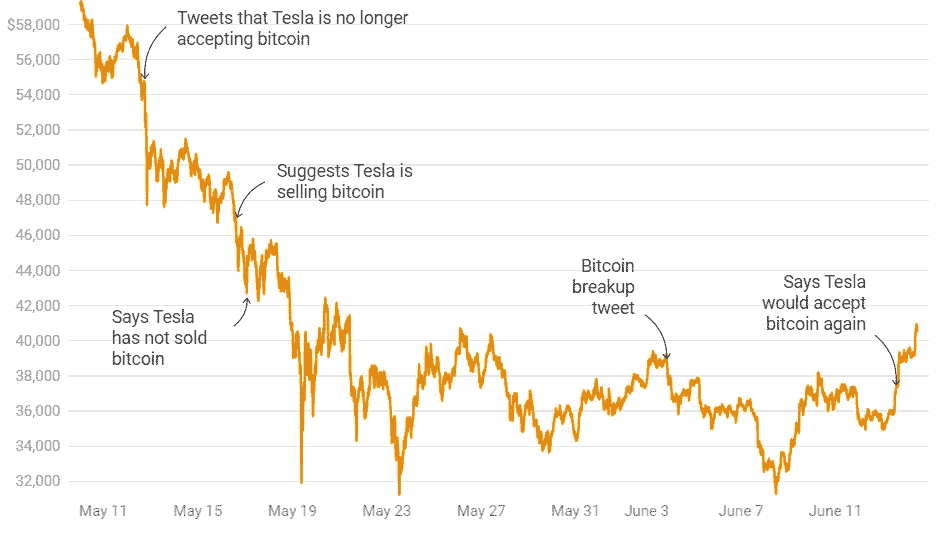 $58,000
56,000
54,000
52,000
50,000
48,000
46,000
44,000
42,000
40,000
38,000
36,000
34,000
32,000
Tweets that Tesla is no longer
accepting bitcoin
Suggests Tesla is
selling bitcoin
Says Tesla
has not sold
bitcoin
Bitcoin
breakup
tweet
Says Tesla
would accept
bitcoin again
May 11 May 15 May 19 May 23 May 27 May 31 June 3 June 7 June 11